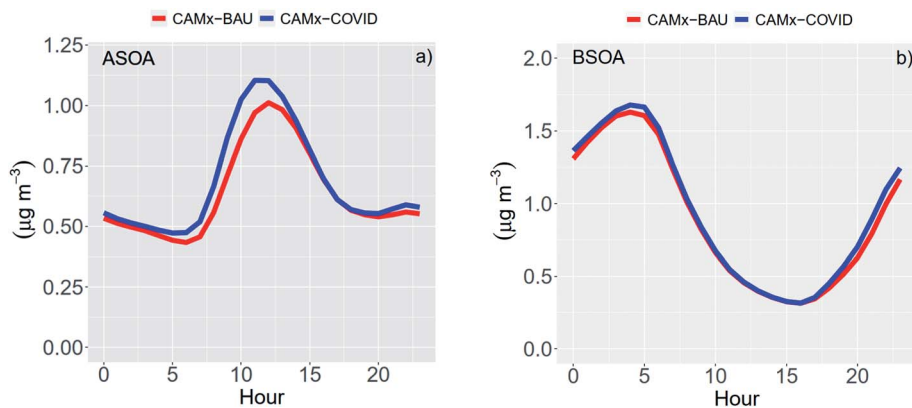 CAMx−BAU CAMx−COVID
ASOA a)
1.25
1.00
0.75
0.50
0.25
0.00
(µg m−3)
0 5 10 15 20
Hour
CAMx−BAU CAMx−COVID
BSOA b)
2.0
1.5
1.0
0.5
0.0
(µg m−3)
0 5 10 15 20
Hour